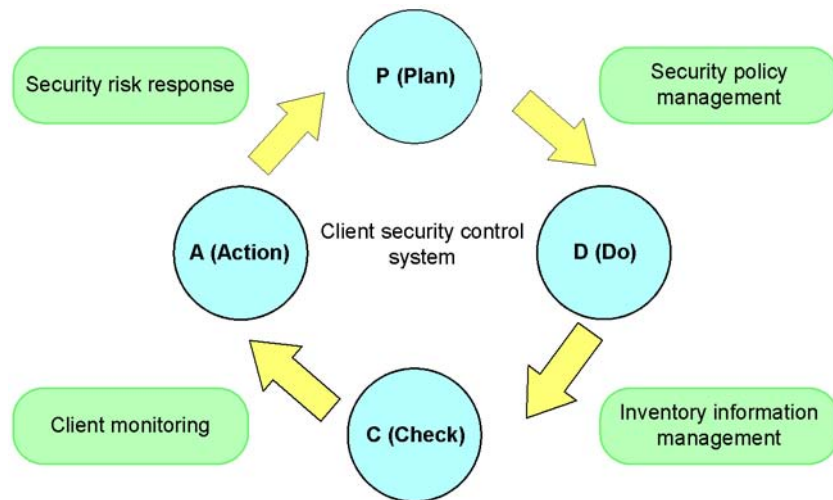 P (Plan)
Security risk response
Security policy
management
Client security control
system
A (Action)
D (Do)
Client monitoring
C (Check)
Inventory information
management